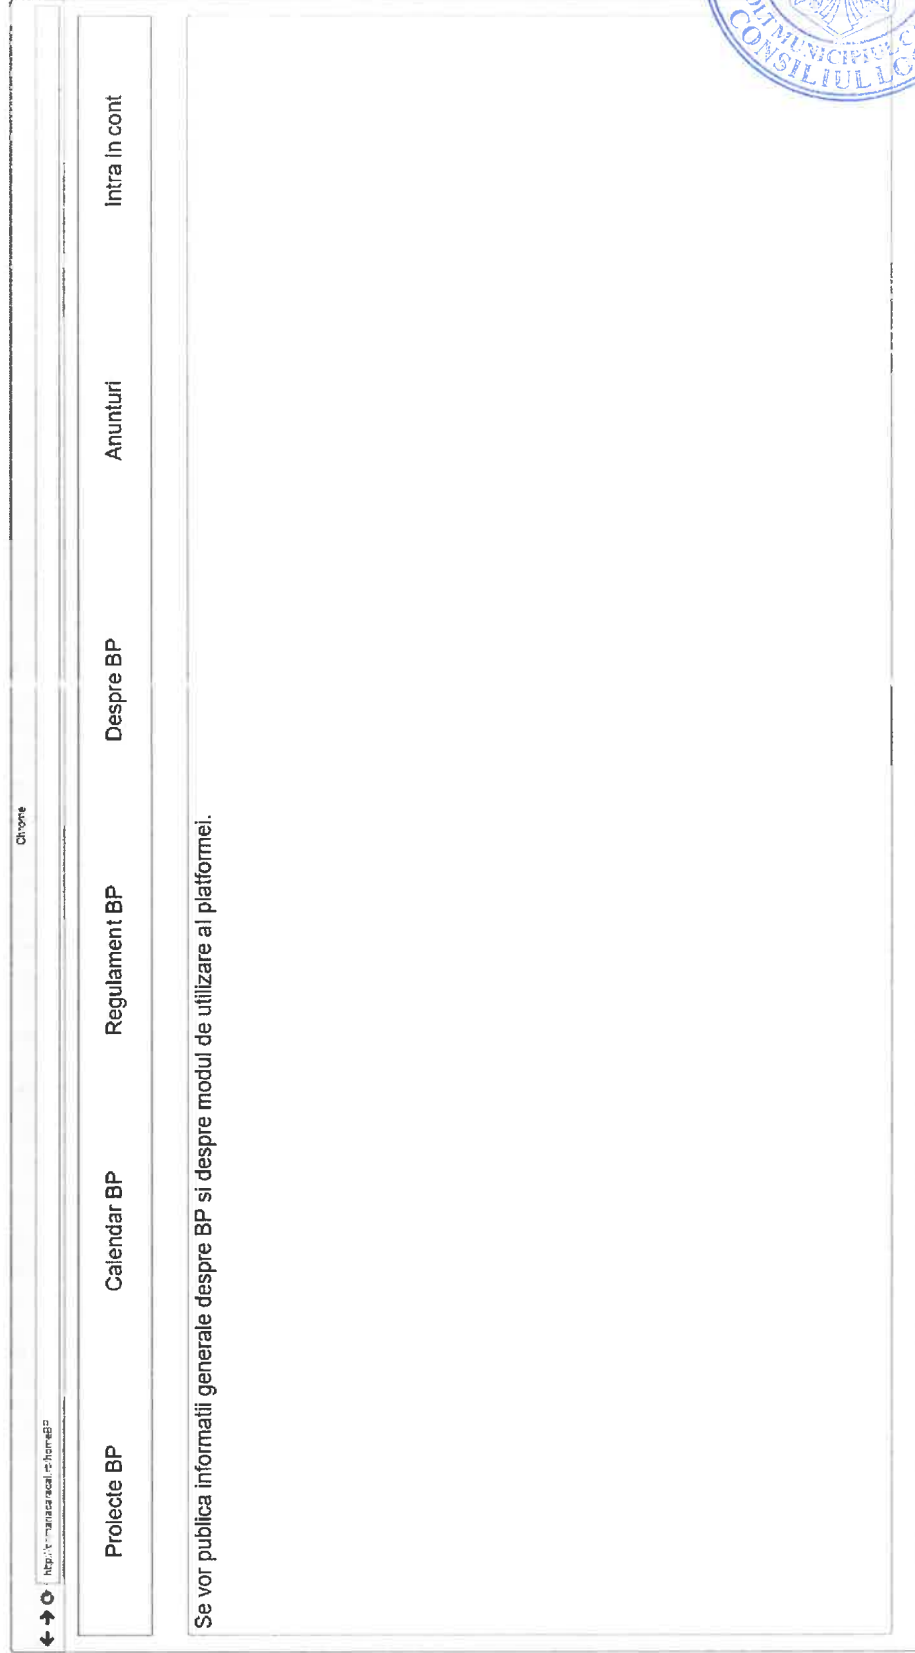 Chrome
Proiecte BP
Calendar BP
Regulament BP
Despre BP
Anunturi
Intra in cont
Se vor publica informatii generale despre BP si despre modul de utilizare al platformei.
MUNICIPIUL
CONSILIUL